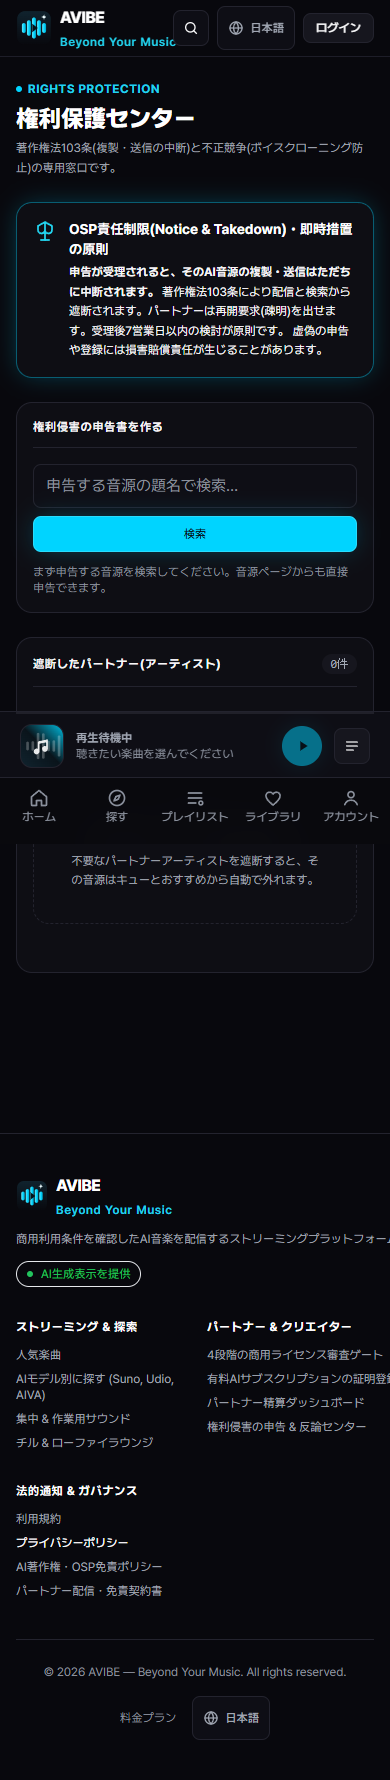 AVIBE
Beyond Your Music
日本語
ログイン
RIGHTS PROTECTION
権利保護センター
著作権法103条(複製・送信の中断)と不正競争(ボイスクローニング防
止)の専用窓口です。
OSP責任制限(Notice & Takedown)・即時措置
の原則
申告が受理されると、そのAI音源の複製・送信はただち
に中断されます。 著作権法103条により配信と検索から
遮断されます。パートナーは再開要求(疎明)を出せま
す。受理後7営業日以内の検討が原則です。 虚偽の申告
や登録には損害賠償責任が生じることがあります。
権利侵害の申告書を作る
申告する音源の題名で検索...
検索
まず申告する音源を検索してください。音源ページからも直接
申告できます。
遮断したパートナー(アーティスト)
0件
再生待機中
聴きたい楽曲を選んでください
ホーム
探す
プレイリスト
ライブラリ
アカウント
不要なパートナーアーティストを遮断すると、そ
の音源はキューとおすすめから自動で外れます。
AVIBE
Beyond Your Music
商用利用条件を確認したAI音楽を配信するストリーミングプラットフォーム
AI生成表示を提供
ストリーミング & 探索
人気楽曲
AIモデル別に探す (Suno, Udio,
AIVA)
集中 & 作業用サウンド
チル & ローファイラウンジ
パートナー & クリエイター
4段階の商用ライセンス審査ゲート
有料AIサブスクリプションの証明登録
パートナー精算ダッシュボード
権利侵害の申告 & 反論センター
法的通知 & ガバナンス
利用規約
プライバシーポリシー
AI著作権・OSP免責ポリシー
パートナー配信・免責契約書
© 2026 AVIBE — Beyond Your Music. All rights reserved.
料金プラン
日本語